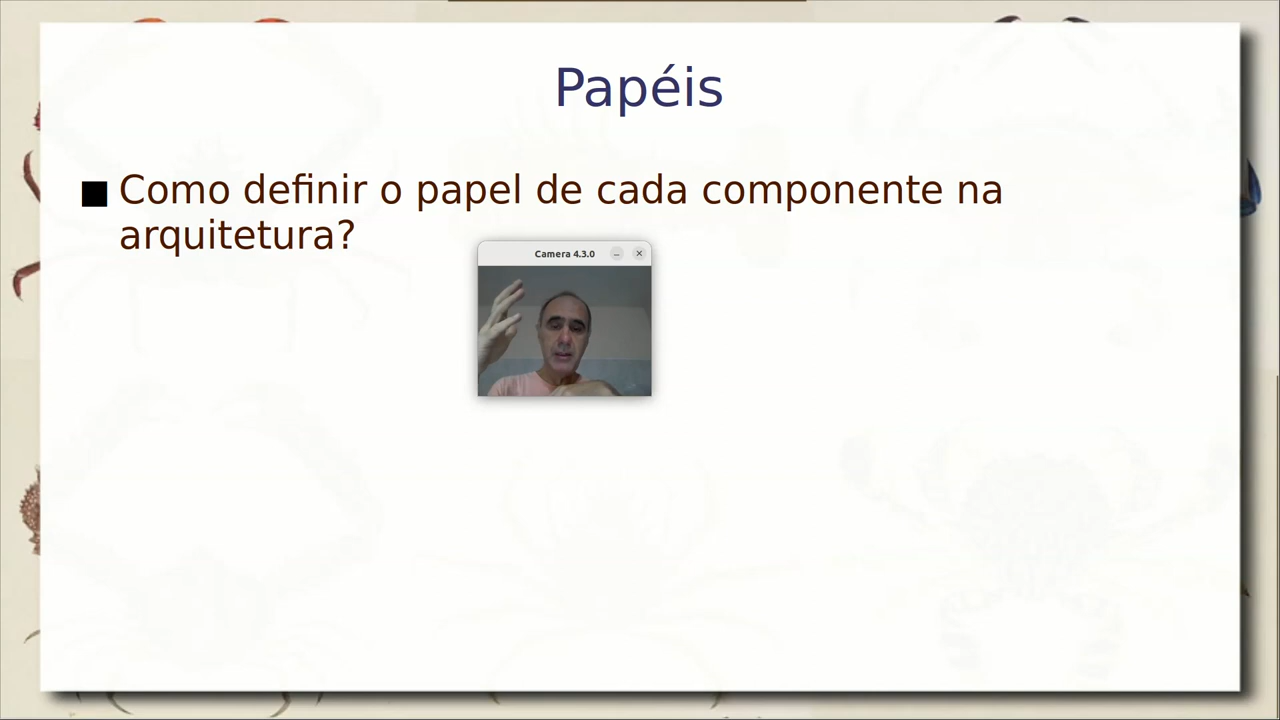 Papéis
■ Como definir o papel de cada componente na
arquitetura?
Camera 4.3.0